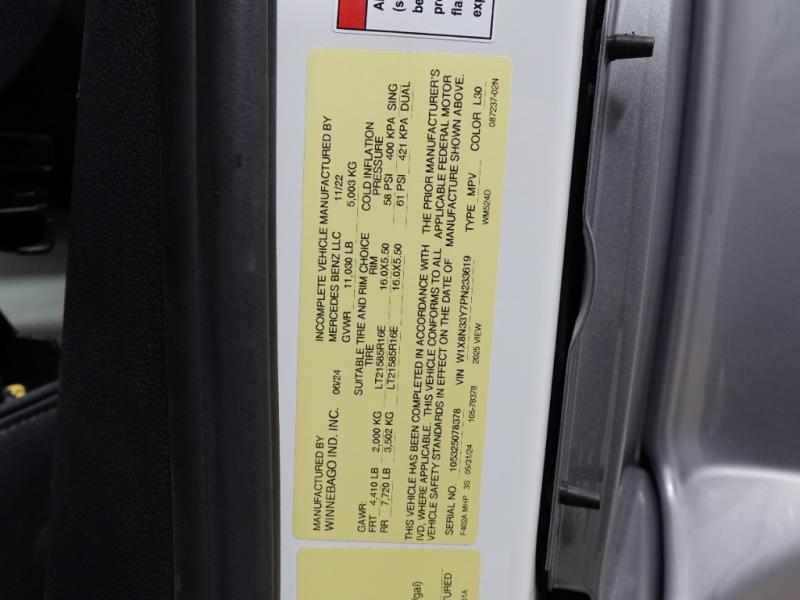 MANUFACTURED BY
WINNEBAGO IND. INC. 06/24
INCOMPLETE VEHICLE MANUFACTURED BY
MERCEDES BENZ LLC 11/22
GVWR 11,030 LB 5,003 KG
SUITABLE TIRE AND RIM CHOICE
COLD INFLATION
GAWR: TIRE RIM PRESSURE
FRT 4,410 LB 2,000 KG LT21585R16E 16.0X5.50 58 PSI 400 KPA SING
RR 7,720 LB 3,502 KG LT21585R16E 16.0X5.50 61 PSI 421 KPA DUAL
THIS VEHICLE HAS BEEN COMPLETED IN ACCORDANCE WITH THE PRIOR MANUFACTURER'S
IVD, WHERE APPLICABLE. THIS VEHICLE CONFORMS TO ALL APPLICABLE FEDERAL MOTOR
VEHICLE SAFETY STANDARDS IN EFFECT ON THE DATE OF MANUFACTURE SHOWN ABOVE.
SERIAL NO. 105325078378 VIN W1X8N33Y7PN233619 TYPE MPV COLOR L30
F402A MHP 3S 05/31/24 105-78378 2025 VIEW WM524D 087237-02N
/gal)
TURED
01A